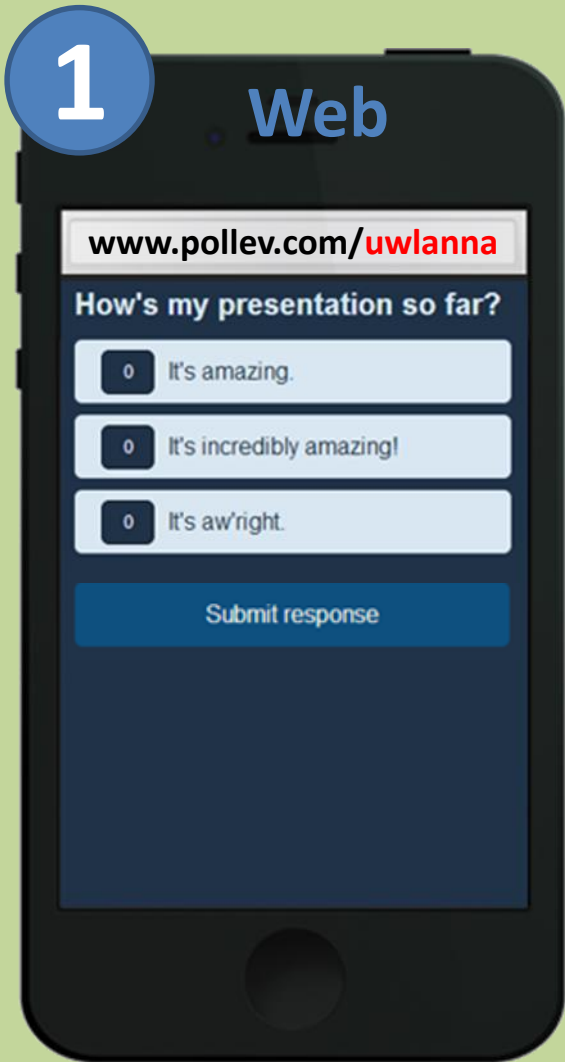 1
Web
www.pollev.com/uwlanna
How's my presentation so far?
0 It's amazing.
0 It's incredibly amazing!
0 It's aw'right.
Submit response